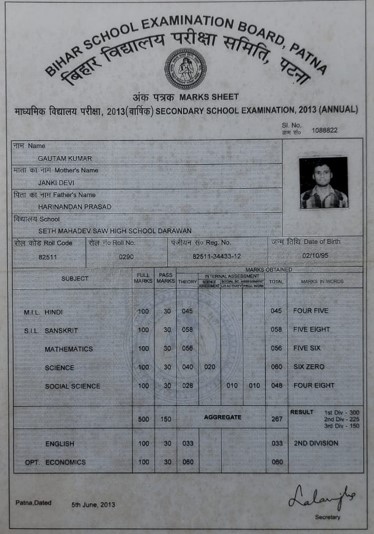 BIHAR SCHOOL EXAMINATION BOARD, PATNA
बिहार विद्यालय परीक्षा समिति, पटना
अंक पत्रक MARKS SHEET
माध्यमिक विद्यालय परीक्षा, 2013(वार्षिक) SECONDARY SCHOOL EXAMINATION, 2013 (ANNUAL)
Sl. No.
क्रम सं० 1088822
नाम Name
GAUTAM KUMAR
माता का नाम Mother's Name
JANKI DEVI
पिता का नाम Father's Name
HARINANDAN PRASAD
विद्यालय School
SETH MAHADEV SAW HIGH SCHOOL DARAWAN
रोल कोड Roll Code रोल नं० Roll No. पंजीयन सं० Reg. No. जन्म तिथि Date of Birth
82511 0290 82511-34433-12 02/10/95
MARKS OBTAINED
SUBJECT FULL MARKS PASS MARKS THEORY INTERNAL ASSESSMENT TOTAL MARKS IN WORDS
M.I.L. HINDI 100 30 045 045 FOUR FIVE
S.I.L. SANSKRIT 100 30 058 058 FIVE EIGHT
MATHEMATICS 100 30 056 056 FIVE SIX
SCIENCE 100 30 040 020 060 SIX ZERO
SOCIAL SCIENCE 100 30 028 010 010 048 FOUR EIGHT
500 150 AGGREGATE 267 RESULT 1st Div - 300
2nd Div - 225
3rd Div - 150
ENGLISH 100 30 033 033 2ND DIVISION
OPT. ECONOMICS 100 30 060 060
Patna,Dated 5th June, 2013
Secretary